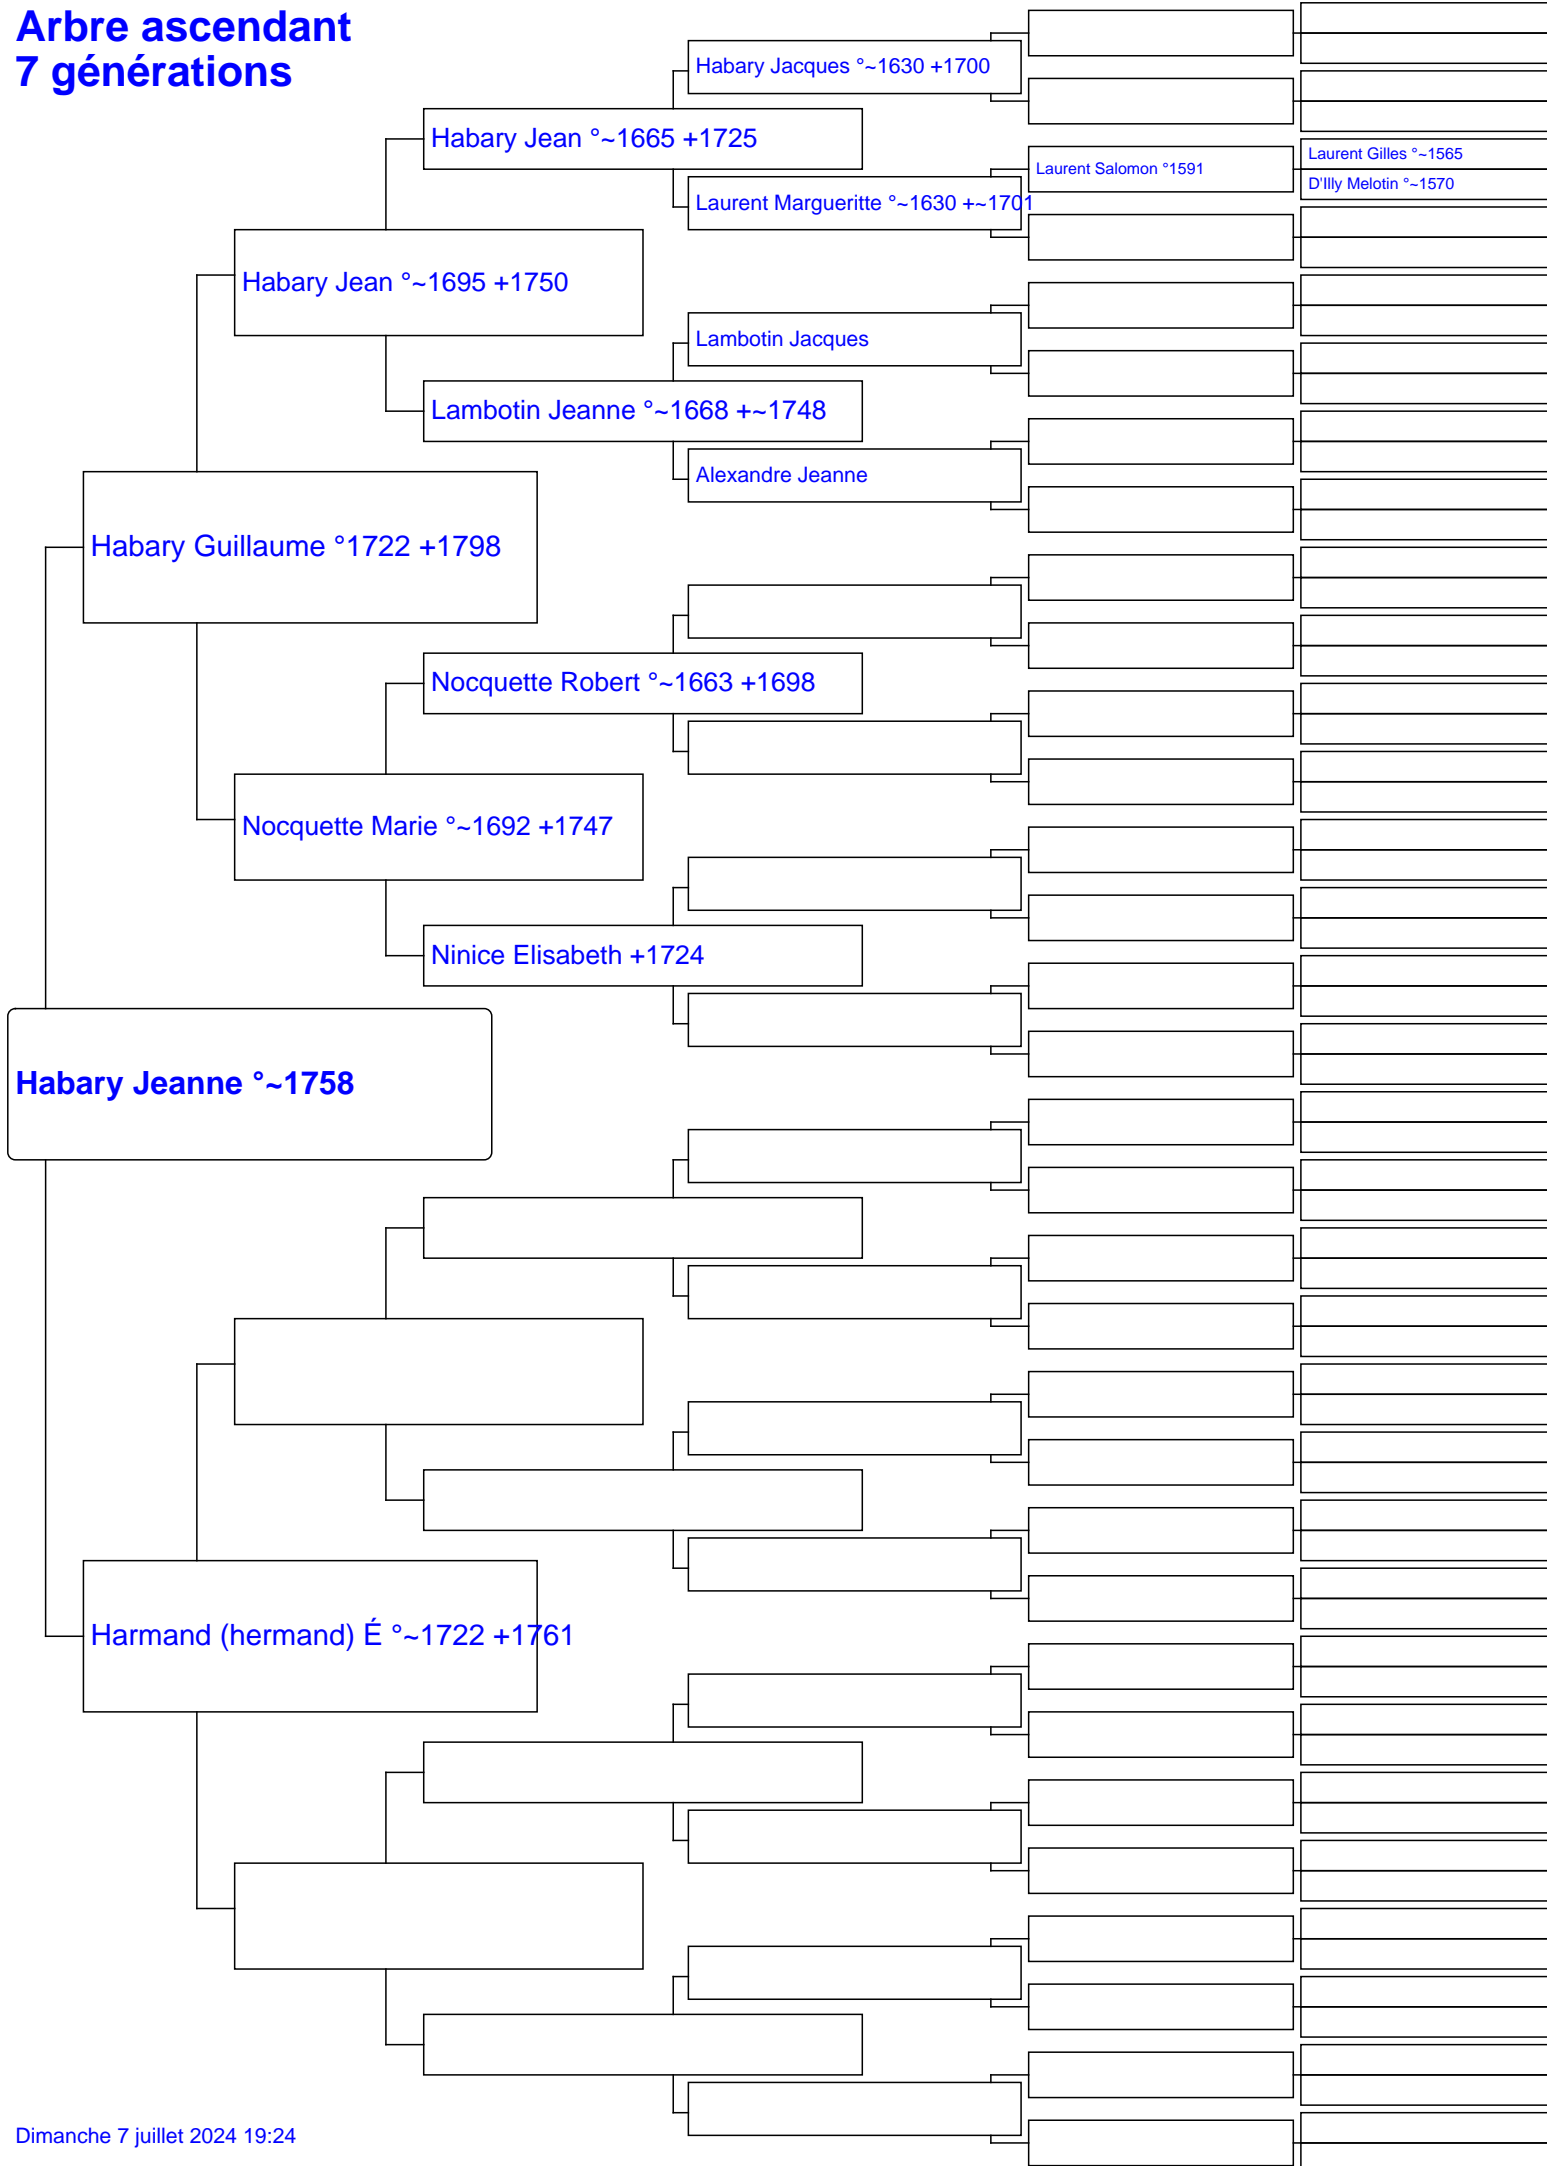 Arbre ascendant
7 générations
Habary Jacques °~1630 +1700
Habary Jean °~1665 +1725
Laurent Gilles °~1565
Laurent Salomon °1591
D'Illy Melotin °~1570
Laurent Margueritte °~1630 +~1701
Habary Jean °~1695 +1750
Lambotin Jacques
Lambotin Jeanne °~1668 +~1748
Alexandre Jeanne
Habary Guillaume °1722 +1798
Nocquette Robert °~1663 +1698
Nocquette Marie °~1692 +1747
Ninice Elisabeth +1724
Habary Jeanne °~1758
Harmand (hermand) É °~1722 +1761
Dimanche 7 juillet 2024 19:24